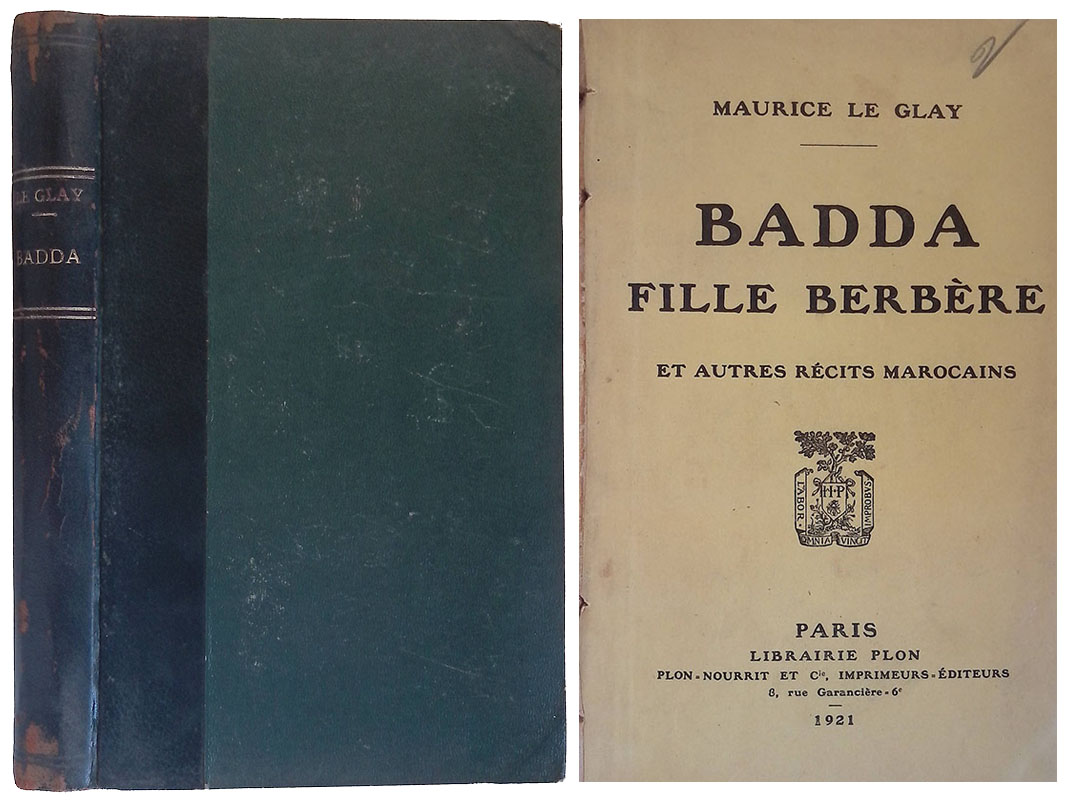 LE GLAY
BADDA
MAURICE LE GLAY
BADDA
FILLE BERBÈRE
ET AUTRES RÉCITS MAROCAINS
LABOR
H·P
IMPROBVS
OMNIA VINCIT
PARIS
LIBRAIRIE PLON
PLON-NOURRIT ET Cie, IMPRIMEURS-ÉDITEURS
8, rue Garancière-6e
1921